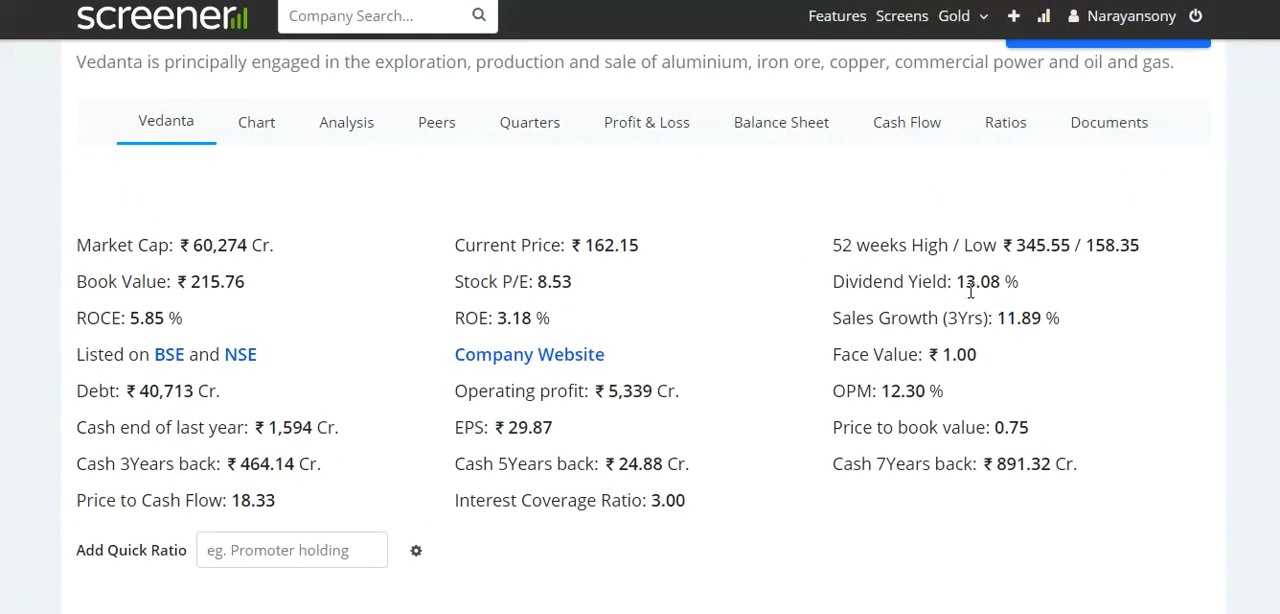 screener
Company Search...
Features Screens Gold Narayansony
Vedanta is principally engaged in the exploration, production and sale of aluminium, iron ore, copper, commercial power and oil and gas.
Vedanta Chart Analysis Peers Quarters Profit & Loss Balance Sheet Cash Flow Ratios Documents
Market Cap: ₹ 60,274 Cr. Current Price: ₹ 162.15 52 weeks High / Low ₹ 345.55 / 158.35
Book Value: ₹ 215.76 Stock P/E: 8.53 Dividend Yield: 13.08 %
ROCE: 5.85 % ROE: 3.18 % Sales Growth (3Yrs): 11.89 %
Listed on BSE and NSE Company Website Face Value: ₹ 1.00
Debt: ₹ 40,713 Cr. Operating profit: ₹ 5,339 Cr. OPM: 12.30 %
Cash end of last year: ₹ 1,594 Cr. EPS: ₹ 29.87 Price to book value: 0.75
Cash 3Years back: ₹ 464.14 Cr. Cash 5Years back: ₹ 24.88 Cr. Cash 7Years back: ₹ 891.32 Cr.
Price to Cash Flow: 18.33 Interest Coverage Ratio: 3.00
Add Quick Ratio eg. Promoter holding